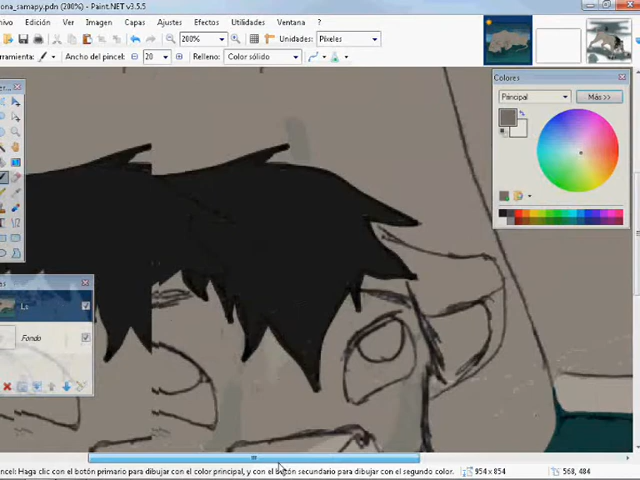 ona_samapy.pdn (200%) - Paint.NET v3.5.5
Edición Ver Imagen Capas Ajustes Efectos Utilidades Ventana ?
200% Unidades: Píxeles
rramienta: Ancho del pincel: 20 Relleno: Color sólido
Colores
Principal Más >>
Fondo
ncel: Haga clic con el botón primario para dibujar con el color principal, y con el botón secundario para dibujar con el segundo color. 954 x 854 568, 484